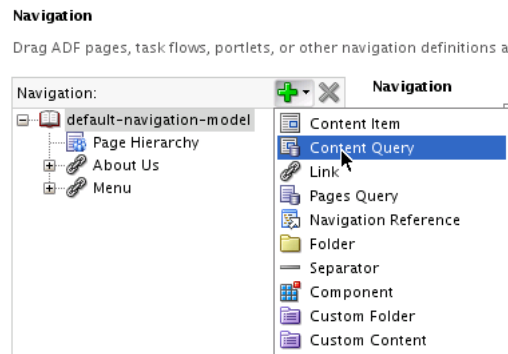 Navigation
Drag ADF pages, task flows, portlets, or other navigation definitions a
Navigation:
Navigation
default-navigation-model
Page Hierarchy
About Us
Menu
Content Item
Content Query
Link
Pages Query
Navigation Reference
Folder
Separator
Component
Custom Folder
Custom Content